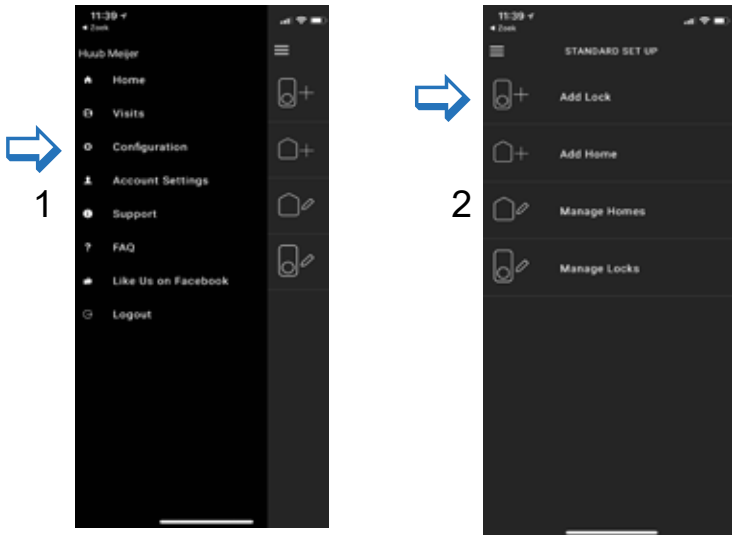 11:39
Zoek
Huub Meijer
Home
Visits
Configuration
Account Settings
Support
? FAQ
Like Us on Facebook
Logout
1
11:39
Zoek
STANDARD SET UP
Add Lock
Add Home
Manage Homes
Manage Locks
2